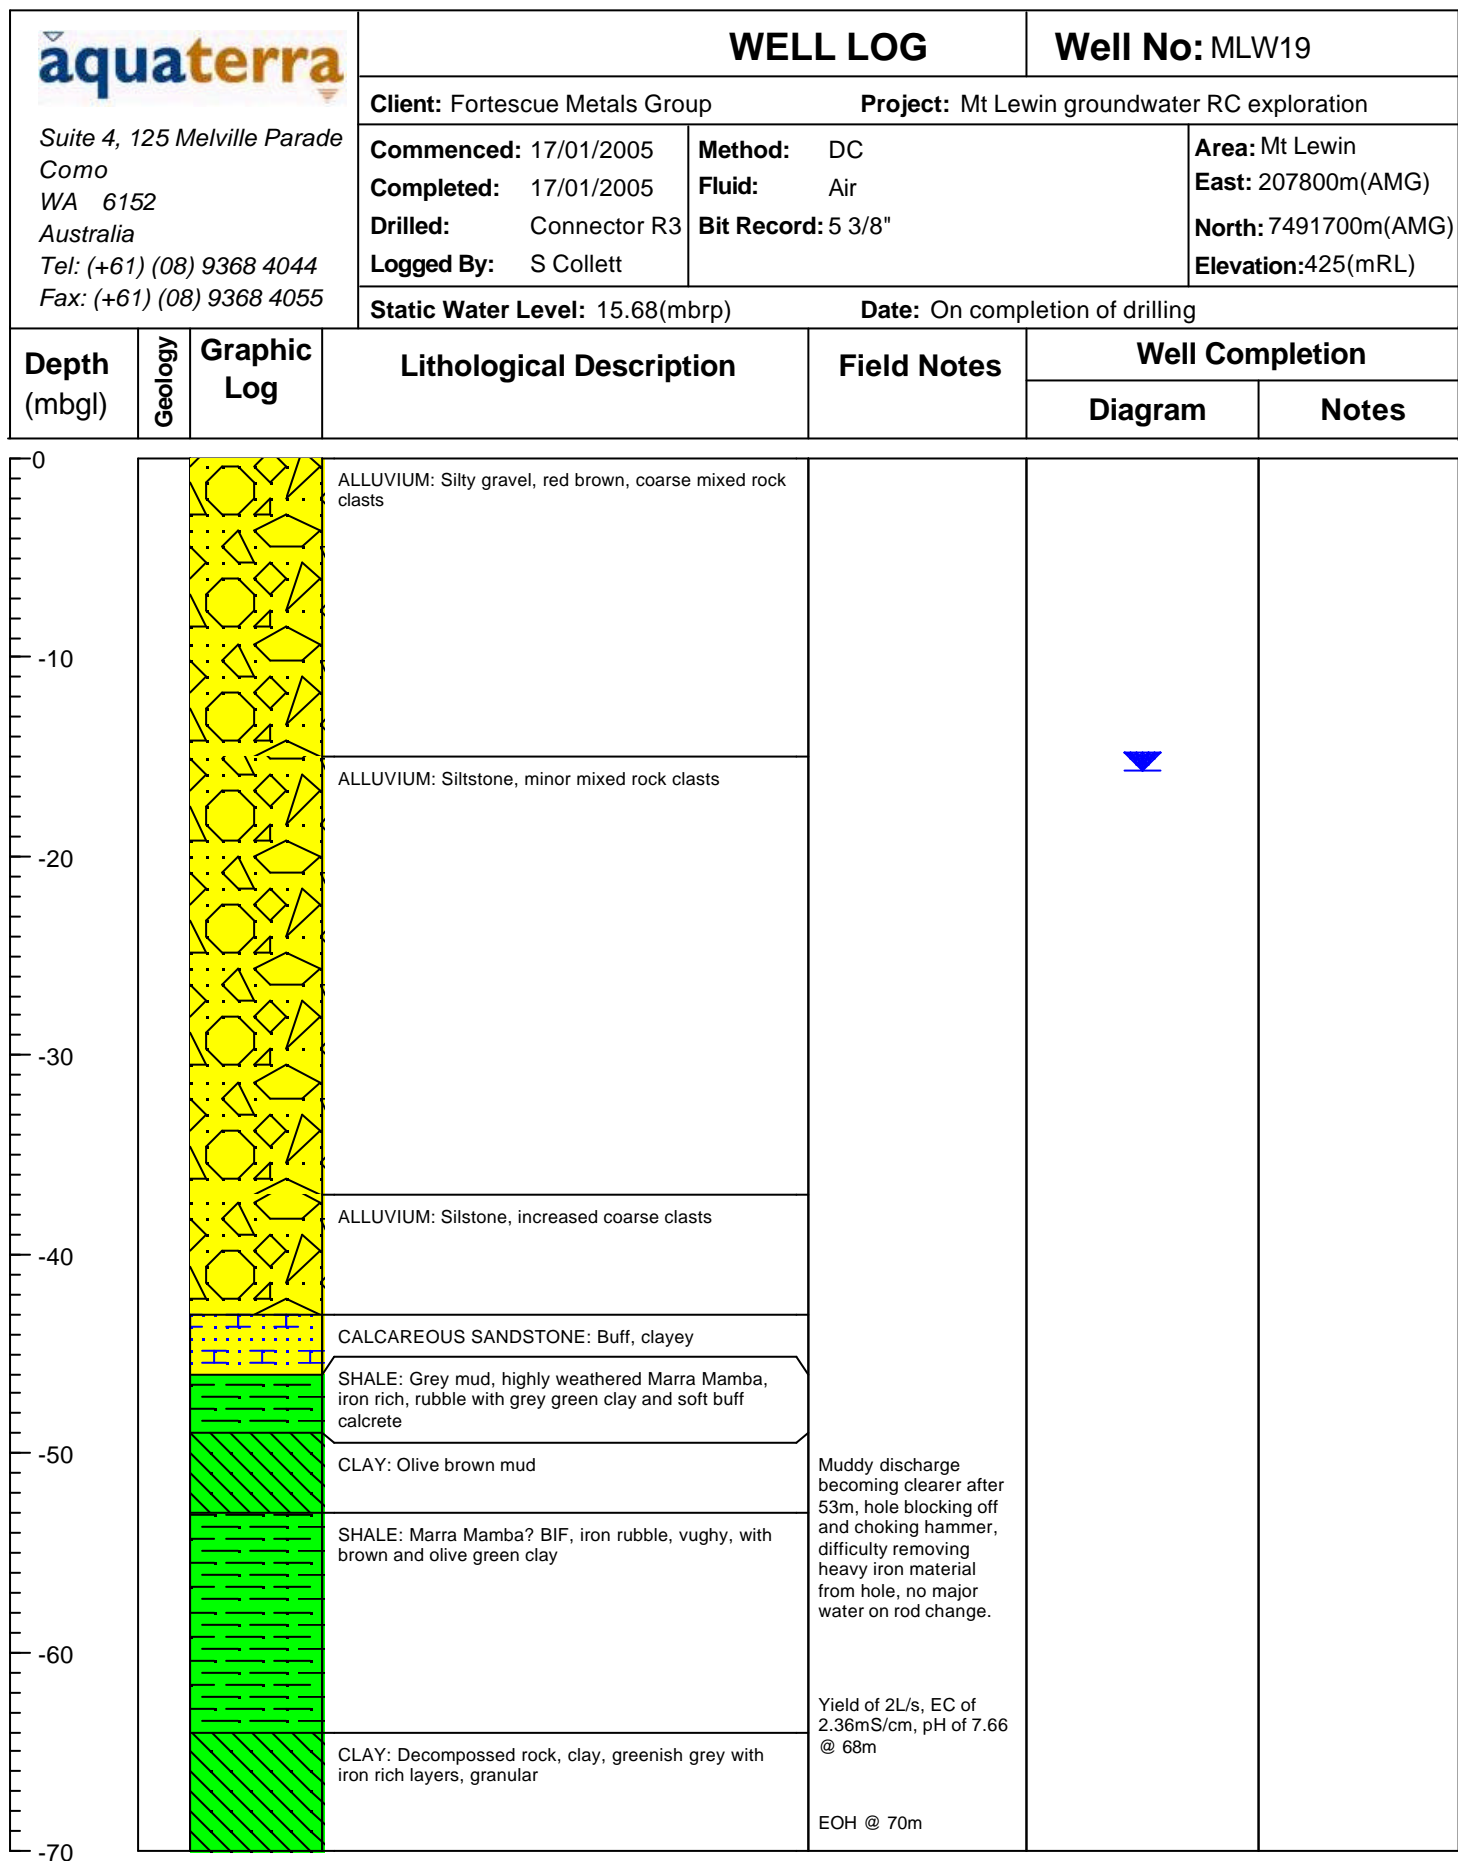 aquaterra
Suite 4, 125 Melville Parade
Como
WA 6152
Australia
Tel: (+61) (08) 9368 4044
Fax: (+61) (08) 9368 4055
WELL LOG
Well No: MLW19
Client: Fortescue Metals Group
Project: Mt Lewin groundwater RC exploration
Commenced: 17/01/2005
Completed: 17/01/2005
Drilled: Connector R3
Logged By: S Collett
Method: DC
Fluid: Air
Bit Record: 5 3/8"
Area: Mt Lewin
East: 207800m(AMG)
North: 7491700m(AMG)
Elevation:425(mRL)
Static Water Level: 15.68(mbrp)
Date: On completion of drilling
Depth
(mbgl)
Geology
Graphic
Log
Lithological Description
Field Notes
Well Completion
Diagram
Notes
0
-10
-20
-30
-40
-50
-60
-70
ALLUVIUM: Silty gravel, red brown, coarse mixed rock
clasts
ALLUVIUM: Siltstone, minor mixed rock clasts
ALLUVIUM: Silstone, increased coarse clasts
CALCAREOUS SANDSTONE: Buff, clayey
SHALE: Grey mud, highly weathered Marra Mamba,
iron rich, rubble with grey green clay and soft buff
calcrete
CLAY: Olive brown mud
SHALE: Marra Mamba? BIF, iron rubble, vughy, with
brown and olive green clay
CLAY: Decompossed rock, clay, greenish grey with
iron rich layers, granular
Muddy discharge
becoming clearer after
53m, hole blocking off
and choking hammer,
difficulty removing
heavy iron material
from hole, no major
water on rod change.
Yield of 2L/s, EC of
2.36mS/cm, pH of 7.66
@ 68m
EOH @ 70m